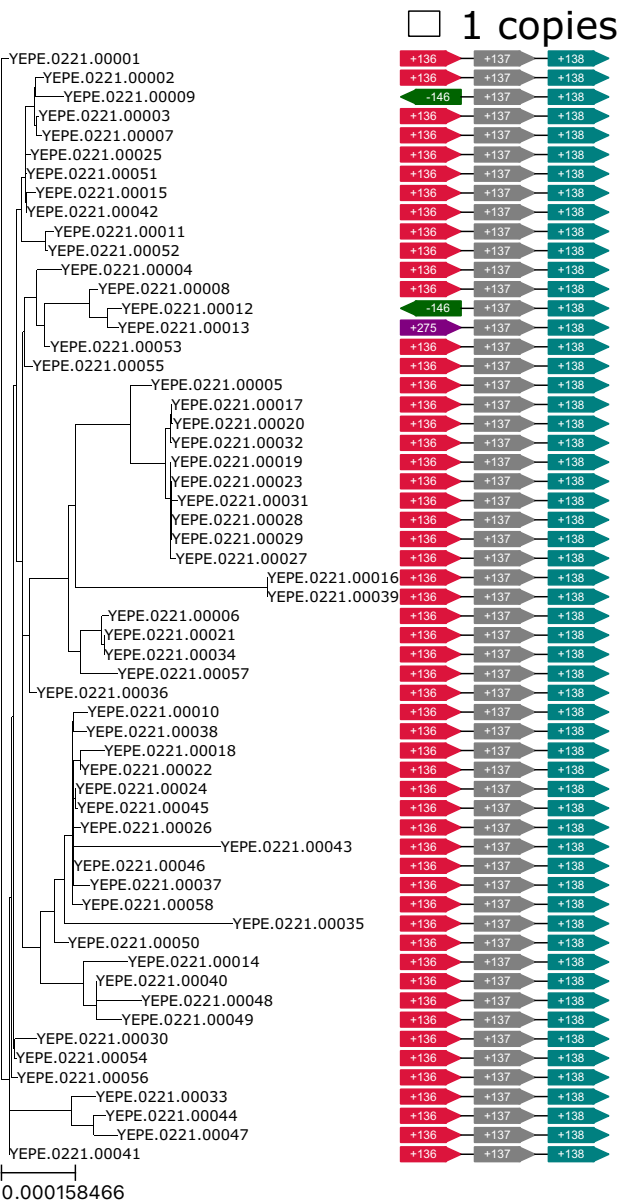 1 copies
YEPE.0221.00001 +136 +137 +138
YEPE.0221.00002 +136 +137 +138
YEPE.0221.00009 -146 +137 +138
YEPE.0221.00003 +136 +137 +138
YEPE.0221.00007 +136 +137 +138
YEPE.0221.00025 +136 +137 +138
YEPE.0221.00051 +136 +137 +138
YEPE.0221.00015 +136 +137 +138
YEPE.0221.00042 +136 +137 +138
YEPE.0221.00011 +136 +137 +138
YEPE.0221.00052 +136 +137 +138
YEPE.0221.00004 +136 +137 +138
YEPE.0221.00008 +136 +137 +138
YEPE.0221.00012 -146 +137 +138
YEPE.0221.00013 +275 +137 +138
YEPE.0221.00053 +136 +137 +138
YEPE.0221.00055 +136 +137 +138
YEPE.0221.00005 +136 +137 +138
YEPE.0221.00017 +136 +137 +138
YEPE.0221.00020 +136 +137 +138
YEPE.0221.00032 +136 +137 +138
YEPE.0221.00019 +136 +137 +138
YEPE.0221.00023 +136 +137 +138
YEPE.0221.00031 +136 +137 +138
YEPE.0221.00028 +136 +137 +138
YEPE.0221.00029 +136 +137 +138
YEPE.0221.00027 +136 +137 +138
YEPE.0221.00016 +136 +137 +138
YEPE.0221.00039 +136 +137 +138
YEPE.0221.00006 +136 +137 +138
YEPE.0221.00021 +136 +137 +138
YEPE.0221.00034 +136 +137 +138
YEPE.0221.00057 +136 +137 +138
YEPE.0221.00036 +136 +137 +138
YEPE.0221.00010 +136 +137 +138
YEPE.0221.00038 +136 +137 +138
YEPE.0221.00018 +136 +137 +138
YEPE.0221.00022 +136 +137 +138
YEPE.0221.00024 +136 +137 +138
YEPE.0221.00045 +136 +137 +138
YEPE.0221.00026 +136 +137 +138
YEPE.0221.00043 +136 +137 +138
YEPE.0221.00046 +136 +137 +138
YEPE.0221.00037 +136 +137 +138
YEPE.0221.00058 +136 +137 +138
YEPE.0221.00035 +136 +137 +138
YEPE.0221.00050 +136 +137 +138
YEPE.0221.00014 +136 +137 +138
YEPE.0221.00040 +136 +137 +138
YEPE.0221.00048 +136 +137 +138
YEPE.0221.00049 +136 +137 +138
YEPE.0221.00030 +136 +137 +138
YEPE.0221.00054 +136 +137 +138
YEPE.0221.00056 +136 +137 +138
YEPE.0221.00033 +136 +137 +138
YEPE.0221.00044 +136 +137 +138
YEPE.0221.00047 +136 +137 +138
YEPE.0221.00041 +136 +137 +138
0.000158466